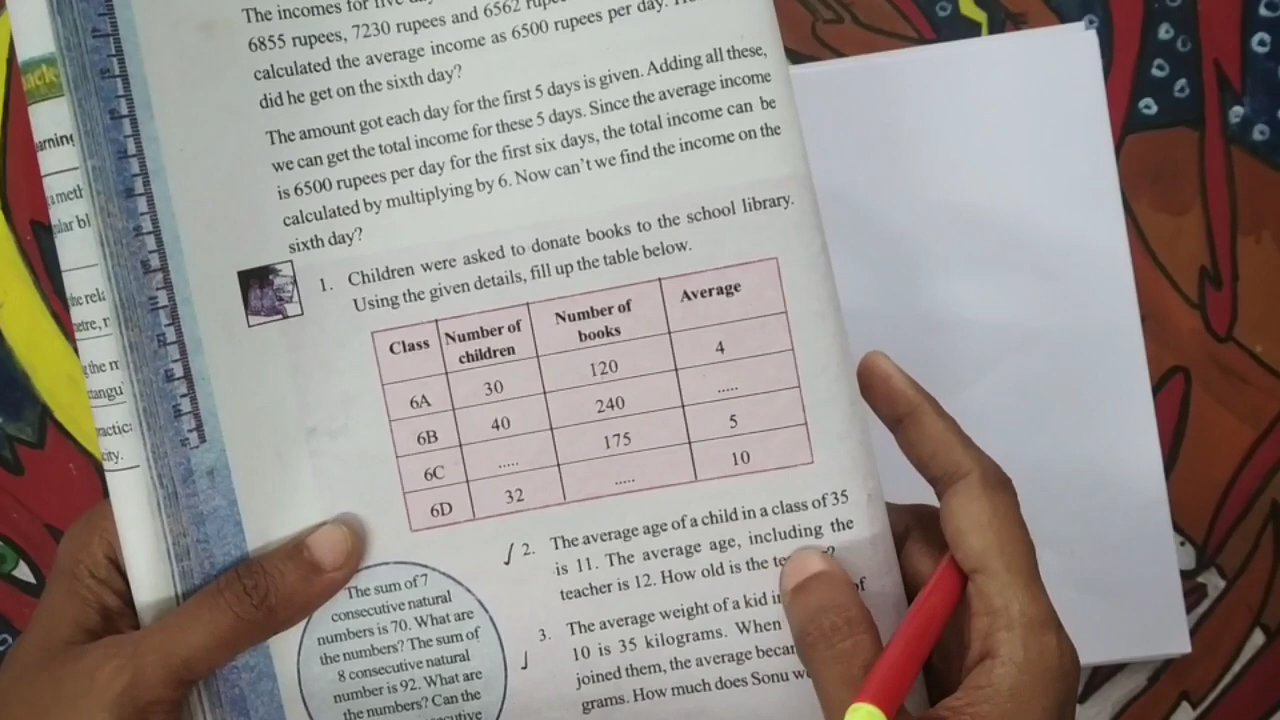 The incomes for five
6855 rupees, 7230 rupees and 6562
calculated the average income as 6500 rupees per day.
did he get on the sixth day?
The amount got each day for the first 5 days is given. Adding all these,
we can get the total income for these 5 days. Since the average income
is 6500 rupees per day for the first six days, the total income can be
calculated by multiplying by 6. Now can't we find the income on the
sixth day?
1. Children were asked to donate books to the school library.
Using the given details, fill up the table below.
Class Number of children Number of books Average
6A 30 120 4
6B 40 240 .....
6C ..... 175 5
6D 32 ..... 10
2. The average age of a child in a class of 35
is 11. The average age, including the
teacher is 12. How old is the
3. The average weight of a kid
10 is 35 kilograms. When
joined them, the average
grams. How much does Sonu
The sum of 7
consecutive natural
numbers is 70. What are
the numbers? The sum of
8 consecutive natural
number is 92. What are
the numbers? Can the